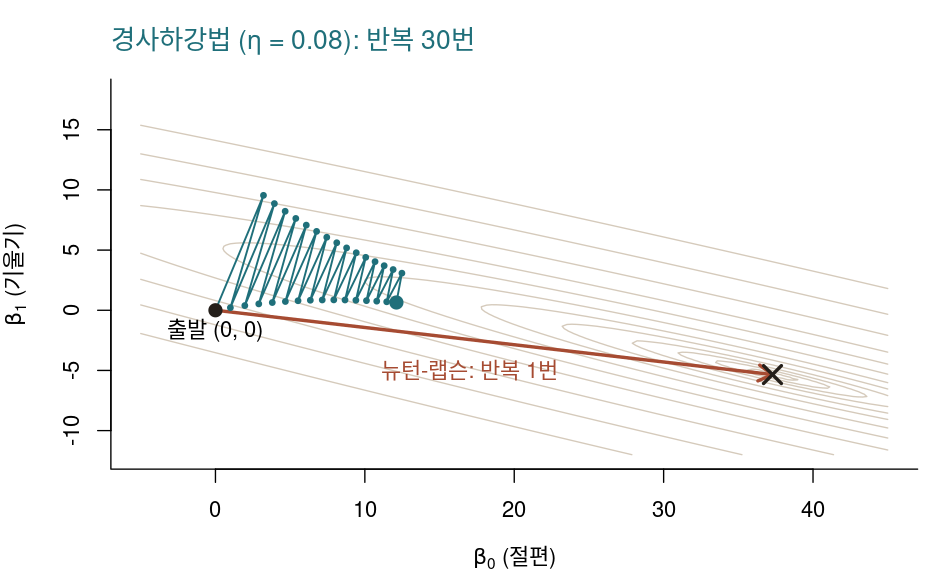 경사하강법 (η = 0.08): 반복 30번
15
10
5
0
-5
-10
β₁ (기울기)
출발 (0, 0)
뉴턴-랩슨: 반복 1번
0 10 20 30 40
β₀ (절편)